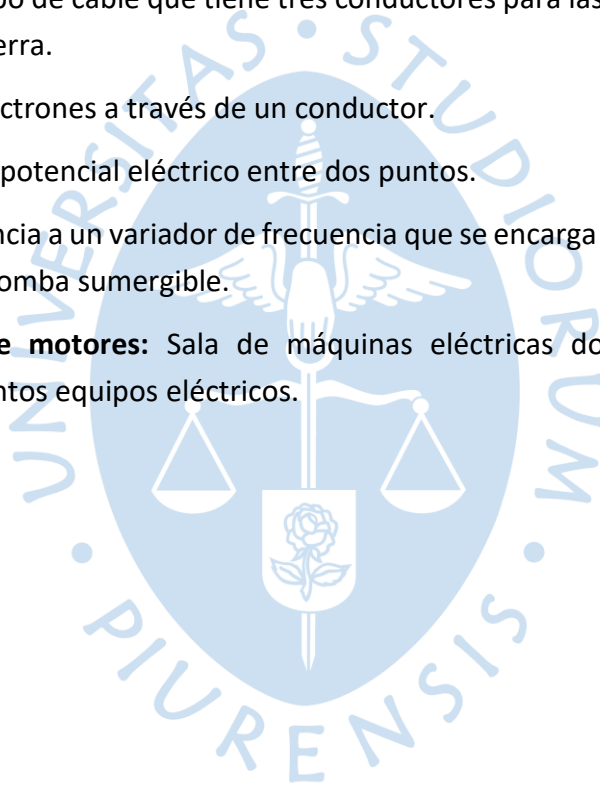 po de cable que tiene tres conductores para las
erra.
ctrones a través de un conductor.
potencial eléctrico entre dos puntos.
ncia a un variador de frecuencia que se encarga
omba sumergible.
e motores: Sala de máquinas eléctricas do
ntos equipos eléctricos.
UNIVERSITAS • STUDIORUM • PIURENSIS